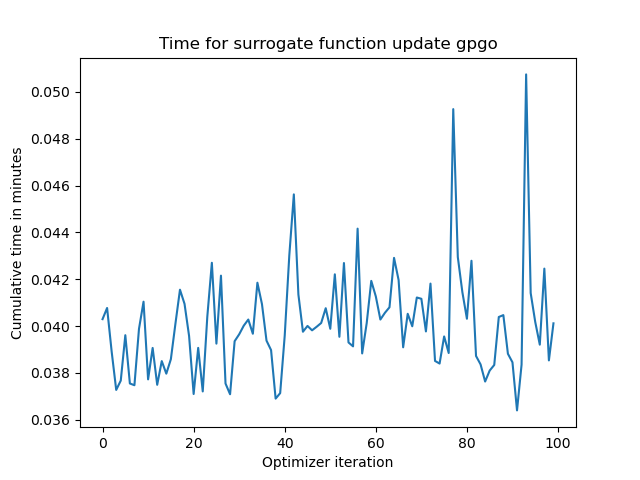 Time for surrogate function update gpgo
Cumulative time in minutes
0.050
0.048
0.046
0.044
0.042
0.040
0.038
0.036
0 20 40 60 80 100
Optimizer iteration